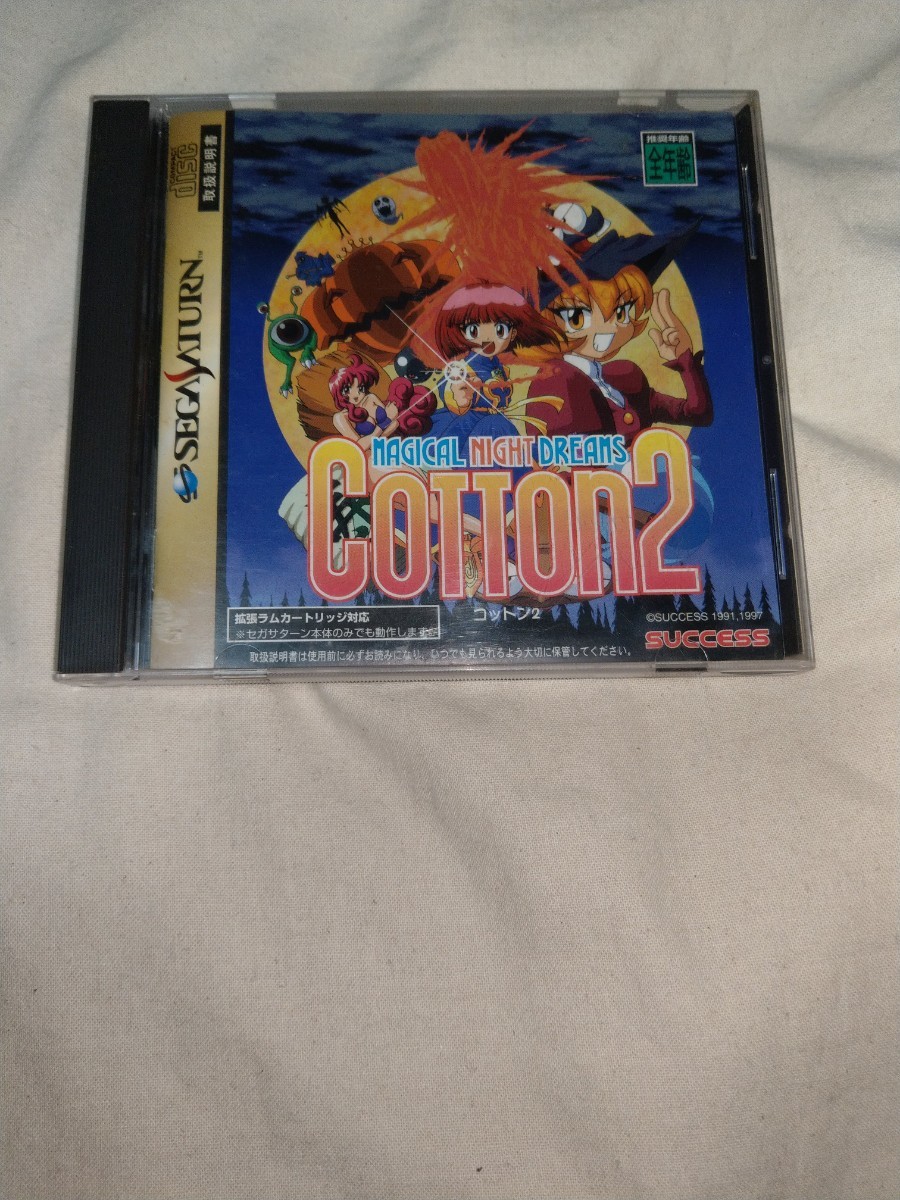 COMPACT
disc
取扱説明書
SEGA SATURN™
推奨年齢
全年齢
MAGICAL NIGHT DREAMS
COTTON2
コットン2
拡張ラムカートリッジ対応
※セガサターン本体のみでも動作します。
©SUCCESS 1991,1997
SUCCESS
取扱説明書は使用前に必ずお読みになり、いつでも見られるよう大切に保管してください。